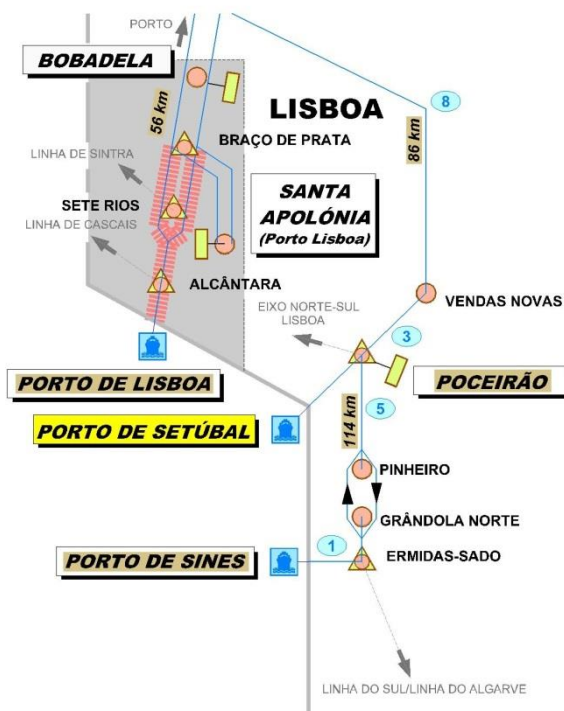 PORTO
BOBADELA
8
LISBOA
56 km
86 km
BRAÇO DE PRATA
LINHA DE SINTRA
SANTA
APOLÓNIA
(Porto Lisboa)
SETE RIOS
LINHA DE CASCAIS
ALCÂNTARA
VENDAS NOVAS
EIXO NORTE-SUL
LISBOA
3
PORTO DE LISBOA
POCEIRÃO
5
PORTO DE SETÚBAL
114 km
PINHEIRO
GRÂNDOLA NORTE
1
PORTO DE SINES
ERMIDAS-SADO
LINHA DO SUL/LINHA DO ALGARVE